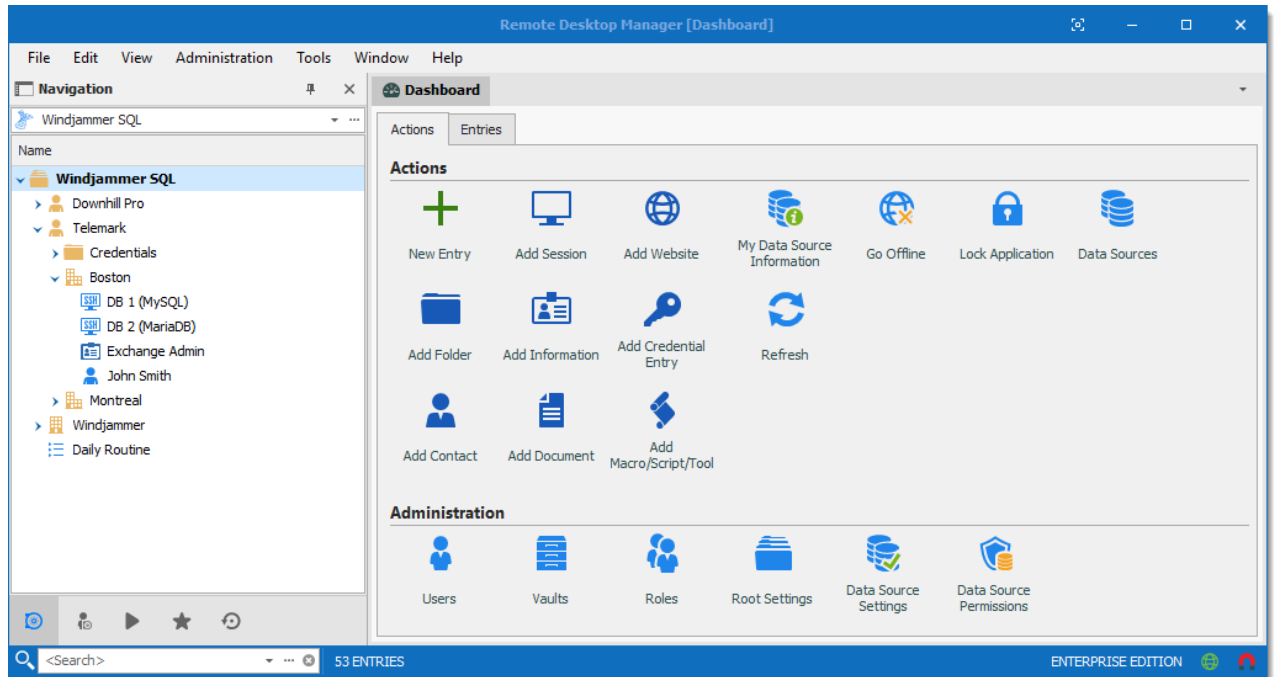 Remote Desktop Manager [Dashboard]
File Edit View Administration Tools Window Help
Navigation
Dashboard
Windjammer SQL
Actions Entries
Name
Windjammer SQL
Downhill Pro
Telemark
Credentials
Boston
SSH DB 1 (MySQL)
SSH DB 2 (MariaDB)
Exchange Admin
John Smith
Montreal
Windjammer
Daily Routine
Actions
New Entry
Add Session
Add Website
My Data Source
Information
Go Offline
Lock Application
Data Sources
Add Folder
Add Information
Add Credential
Entry
Refresh
Add Contact
Add Document
Add
Macro/Script/Tool
Administration
Users
Vaults
Roles
Root Settings
Data Source
Settings
Data Source
Permissions
<Search>
53 ENTRIES
ENTERPRISE EDITION